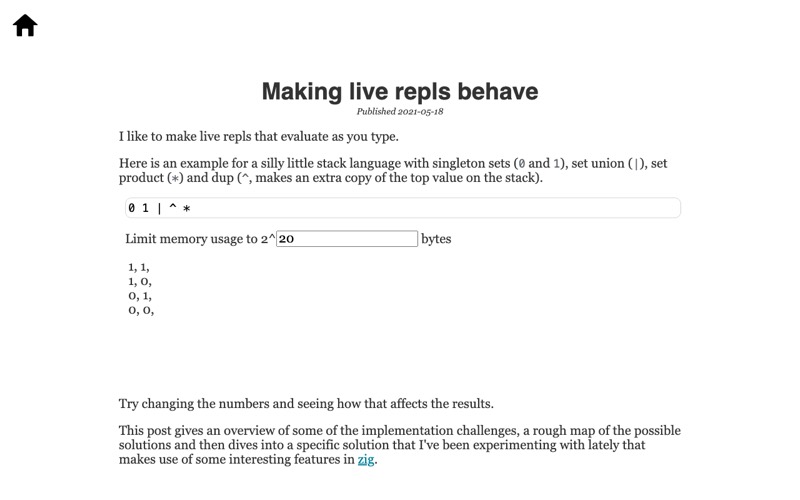 Making live repls behave
Published 2021-05-18
I like to make live repls that evaluate as you type.
Here is an example for a silly little stack language with singleton sets (0 and 1), set union (|), set
product (*) and dup (^, makes an extra copy of the top value on the stack).
0 1 | ^ *
Limit memory usage to 2^20 bytes
1, 1,
1, 0,
0, 1,
0, 0,
Try changing the numbers and seeing how that affects the results.
This post gives an overview of some of the implementation challenges, a rough map of the possible
solutions and then dives into a specific solution that I've been experimenting with lately that
makes use of some interesting features in zig.